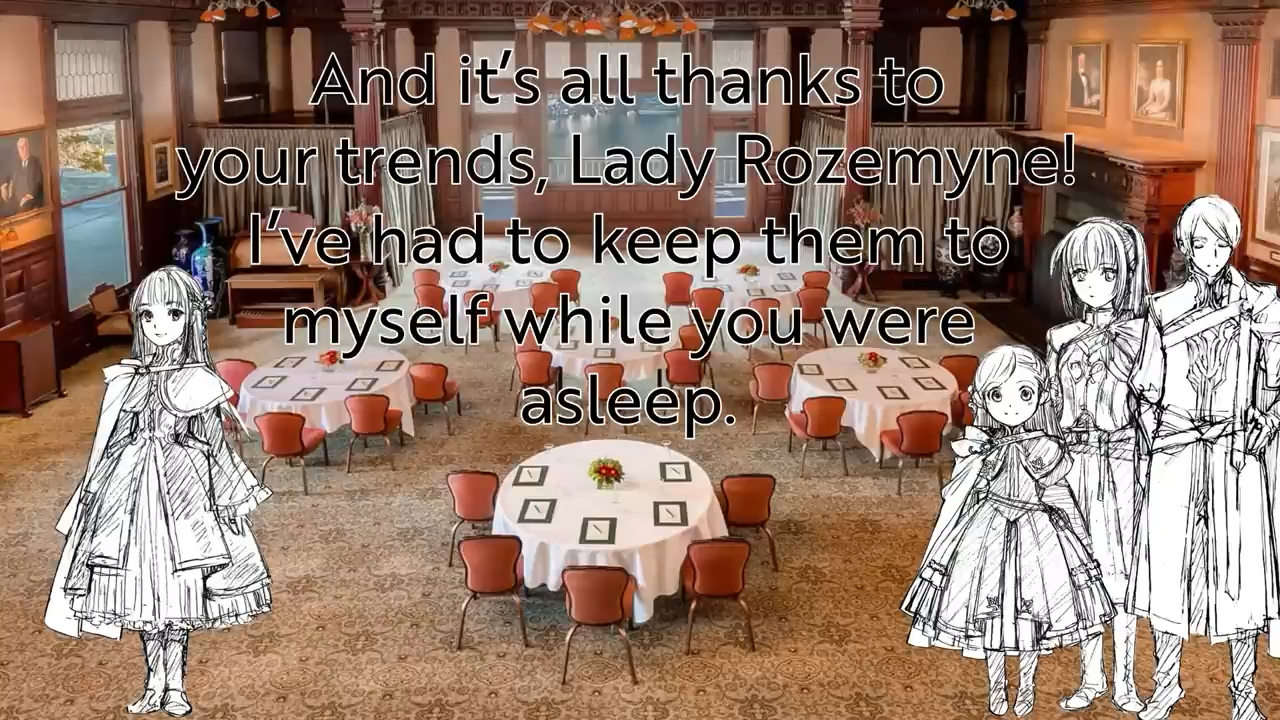 And it's all thanks to
your trends, Lady Rozemyne!
I've had to keep them to
myself while you were
asleep.